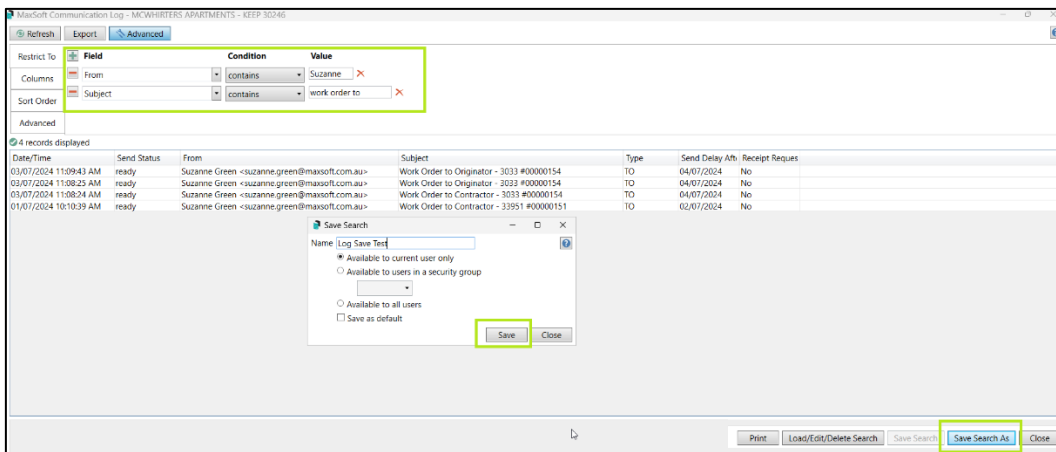 MaxSoft Communication Log - MCWHIRTERS APARTMENTS - KEEP 30246
Refresh Export Advanced
Restrict To Field Condition Value
Columns From contains Suzanne
Sort Order Subject contains work order to
Advanced
4 records displayed
Date/Time Send Status From Subject Type Send Delay Afte Receipt Reques
03/07/2024 11:09:43 AM ready Suzanne Green <suzanne.green@maxsoft.com.au> Work Order to Originator - 3033 #00000154 TO 04/07/2024 No
03/07/2024 11:08:25 AM ready Suzanne Green <suzanne.green@maxsoft.com.au> Work Order to Originator - 3033 #00000154 TO 04/07/2024 No
03/07/2024 11:08:24 AM ready Suzanne Green <suzanne.green@maxsoft.com.au> Work Order to Contractor - 3033 #00000154 TO 04/07/2024 No
01/07/2024 10:10:39 AM ready Suzanne Green <suzanne.green@maxsoft.com.au> Work Order to Contractor - 33951 #00000151 TO 02/07/2024 No
Save Search
Name Log Save Test
Available to current user only
Available to users in a security group
Available to all users
Save as default
Save Close
Print Load/Edit/Delete Search Save Search Save Search As Close